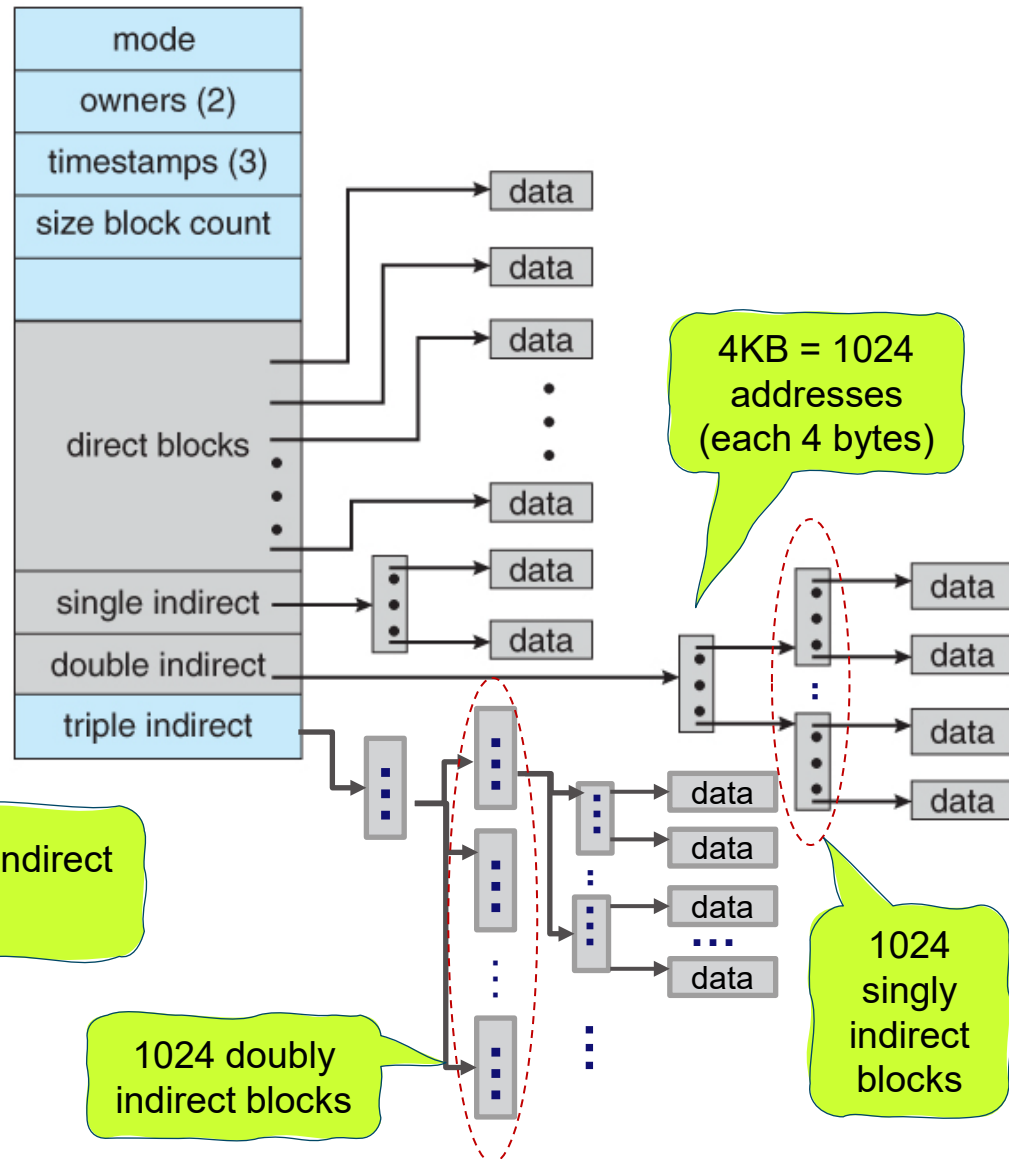 mode
owners (2)
timestamps (3)
size block count
direct blocks
single indirect
double indirect
triple indirect
data
data
data
data
data
data
4KB = 1024
addresses
(each 4 bytes)
data
data
data
data
data
data
data
data
indirect
1024 doubly
indirect blocks
1024
singly
indirect
blocks